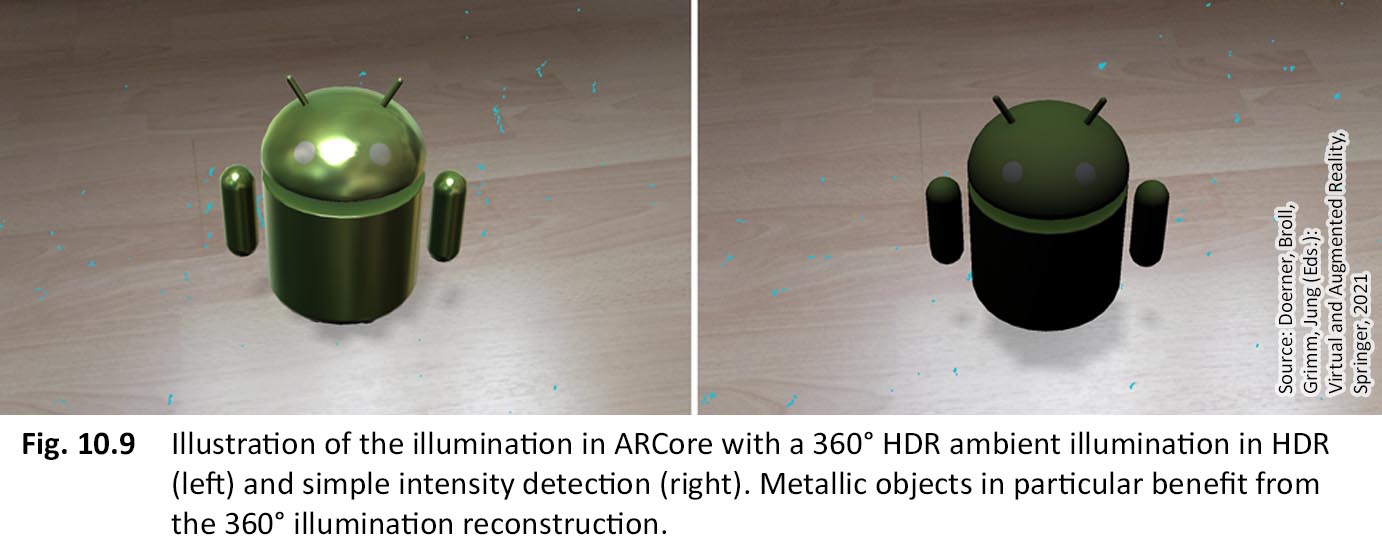 Source: Doerner, Broll,
Grimm, Jung (Eds.):
Virtual and Augmented Reality,
Springer, 2021
Fig. 10.9 Illustration of the illumination in ARCore with a 360° HDR ambient illumination in HDR
(left) and simple intensity detection (right). Metallic objects in particular benefit from
the 360° illumination reconstruction.